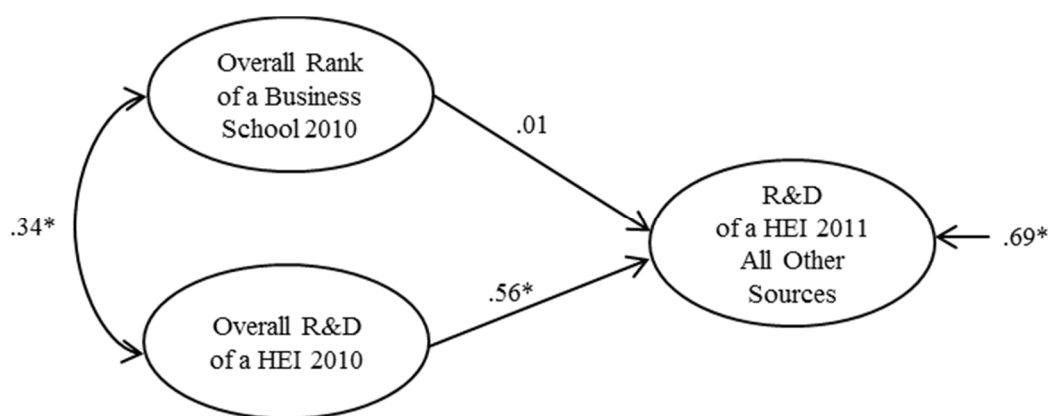 Overall Rank
of a Business
School 2010
.01
R&D
of a HEI 2011
All Other
Sources
.34*
.69*
.56*
Overall R&D
of a HEI 2010